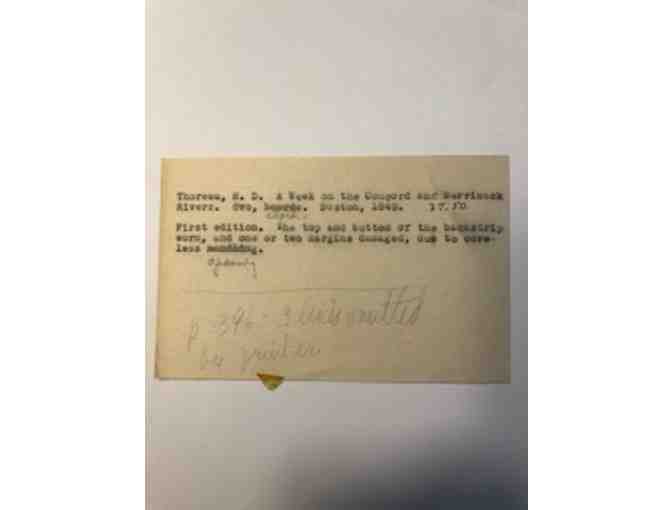 Thoreau, H. D. A Week on the Concord and Merrimack
Rivers. 8vo, boards. Boston, 1849. 17.50
cloth.
First edition. The top and bottom of the backstrip
worn, and one or two margins damaged, due to care-
less mending.
opening
p 396 - 3 lines omitted
by printer